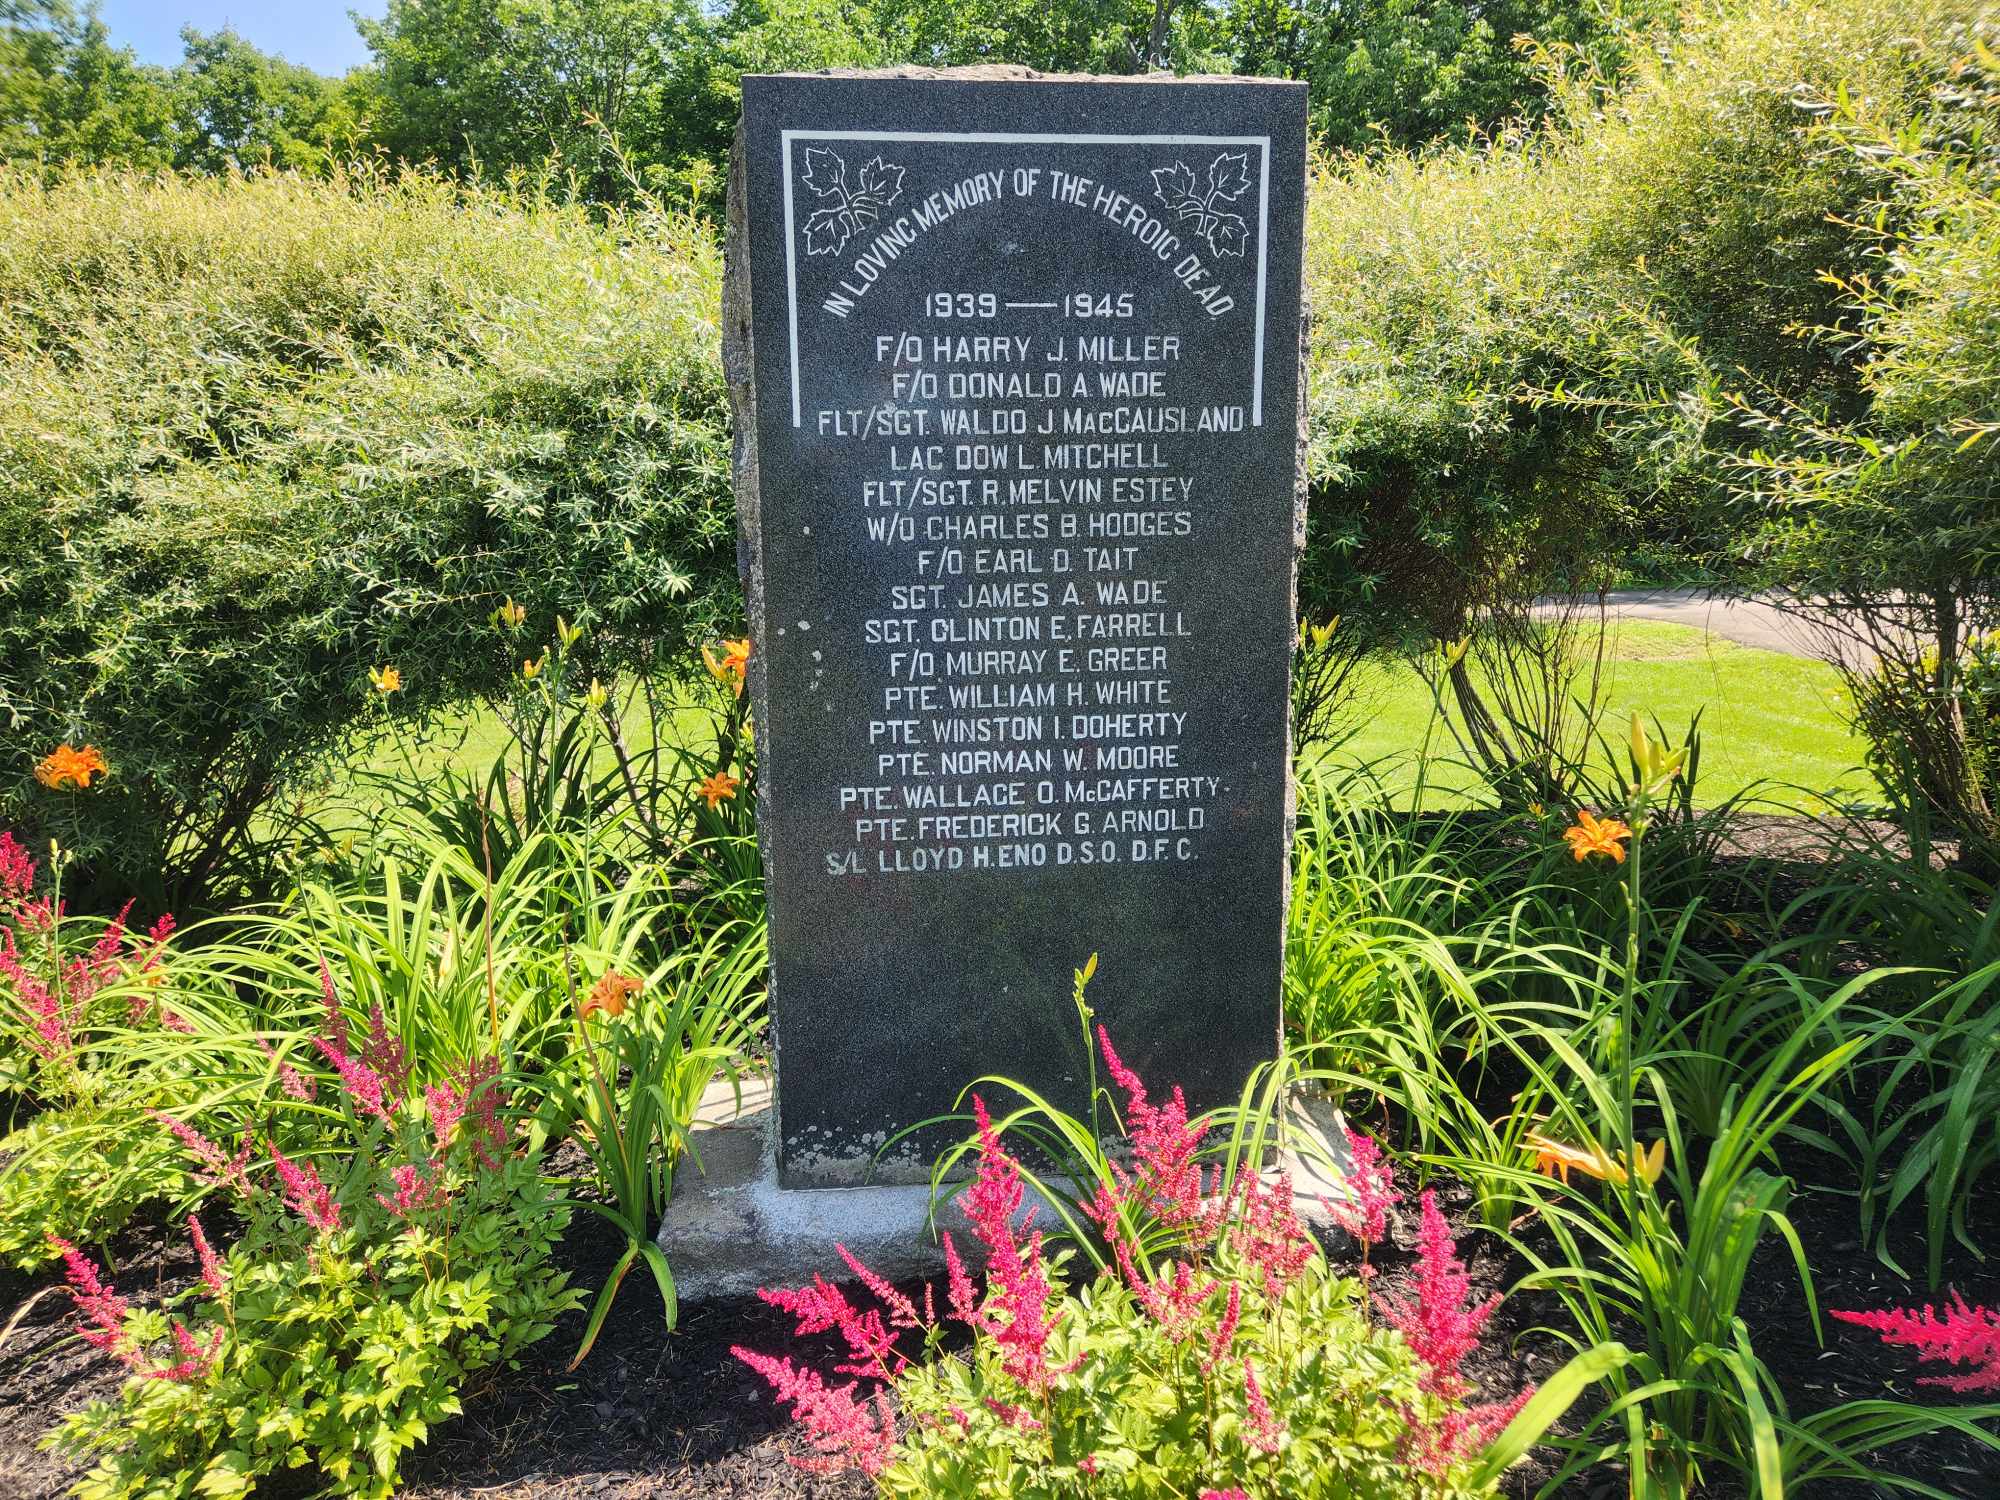 IN LOVING MEMORY OF THE HEROIC DEAD
1939 — 1945
F/O HARRY J. MILLER
F/O DONALD A. WADE
FLT/SGT. WALDO J. MacCAUSLAND
LAC DOW L. MITCHELL
FLT/SGT. R. MELVIN ESTEY
W/O CHARLES B. HODGES
F/O EARL D. TAIT
SGT. JAMES A. WADE
SGT. CLINTON E. FARRELL
F/O. MURRAY E. GREER
PTE. WILLIAM H. WHITE
PTE. WINSTON I. DOHERTY
PTE. NORMAN W. MOORE
PTE. WALLACE O. McCAFFERTY
PTE. FREDERICK G. ARNOLD
S/L LLOYD H. ENO D.S.O. D.F.C.